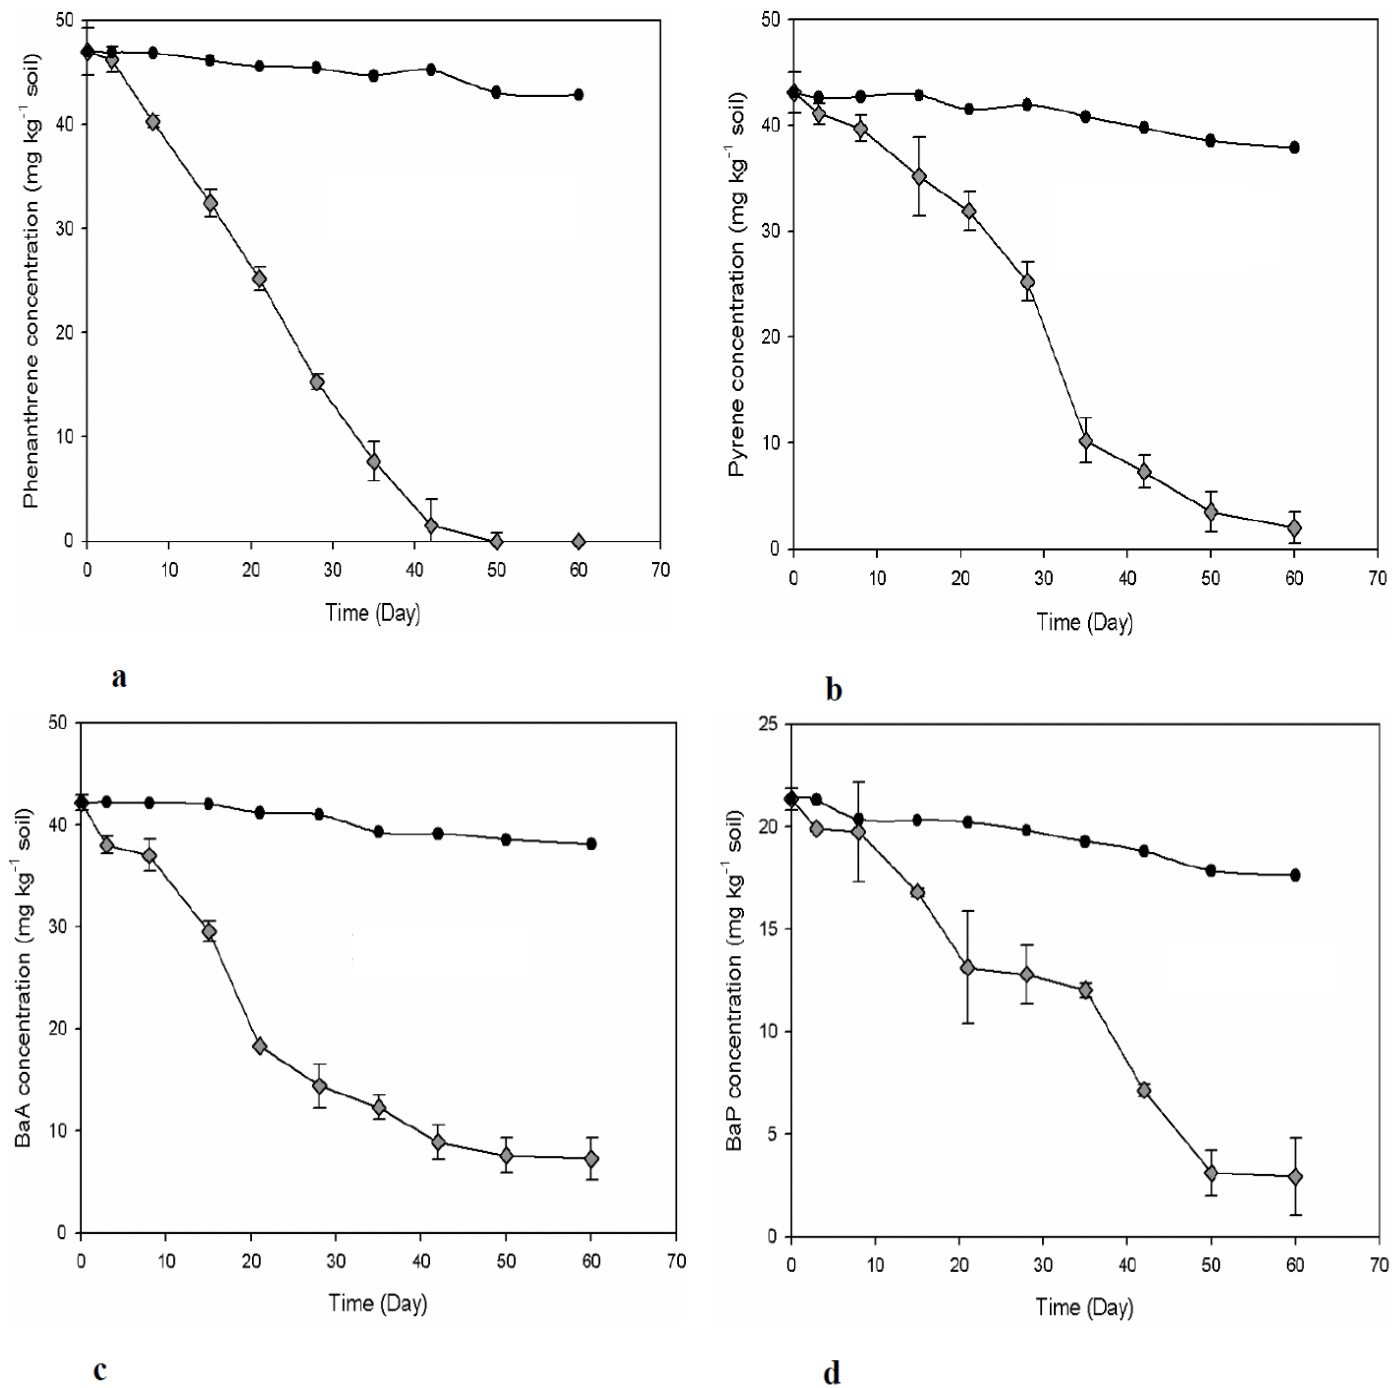 Phenanthrene concentration (mg kg⁻¹ soil)
50
40
30
20
10
0
0 10 20 30 40 50 60 70
Time (Day)
a
Pyrene concentration (mg kg⁻¹ soil)
50
40
30
20
10
0
0 10 20 30 40 50 60 70
Time (Day)
b
BaA concentration (mg kg⁻¹ soil)
50
40
30
20
10
0
0 10 20 30 40 50 60 70
Time (Day)
c
BaP concentration (mg kg⁻¹ soil)
25
20
15
10
5
0
0 10 20 30 40 50 60 70
Time (Day)
d